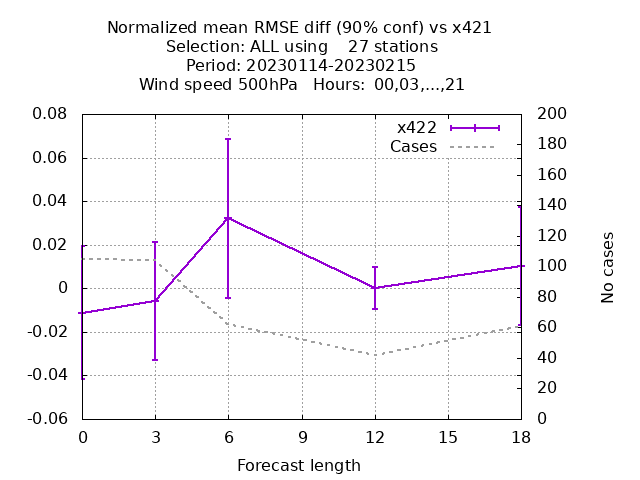 Normalized mean RMSE diff (90% conf) vs x421
Selection: ALL using    27 stations
Period: 20230114-20230215
Wind speed 500hPa   Hours: 00,03,...,21
x422
Cases
0.08
0.06
0.04
0.02
0
-0.02
-0.04
-0.06
200
180
160
140
120
100
80
60
40
20
0
No cases
0 3 6 9 12 15 18
Forecast length